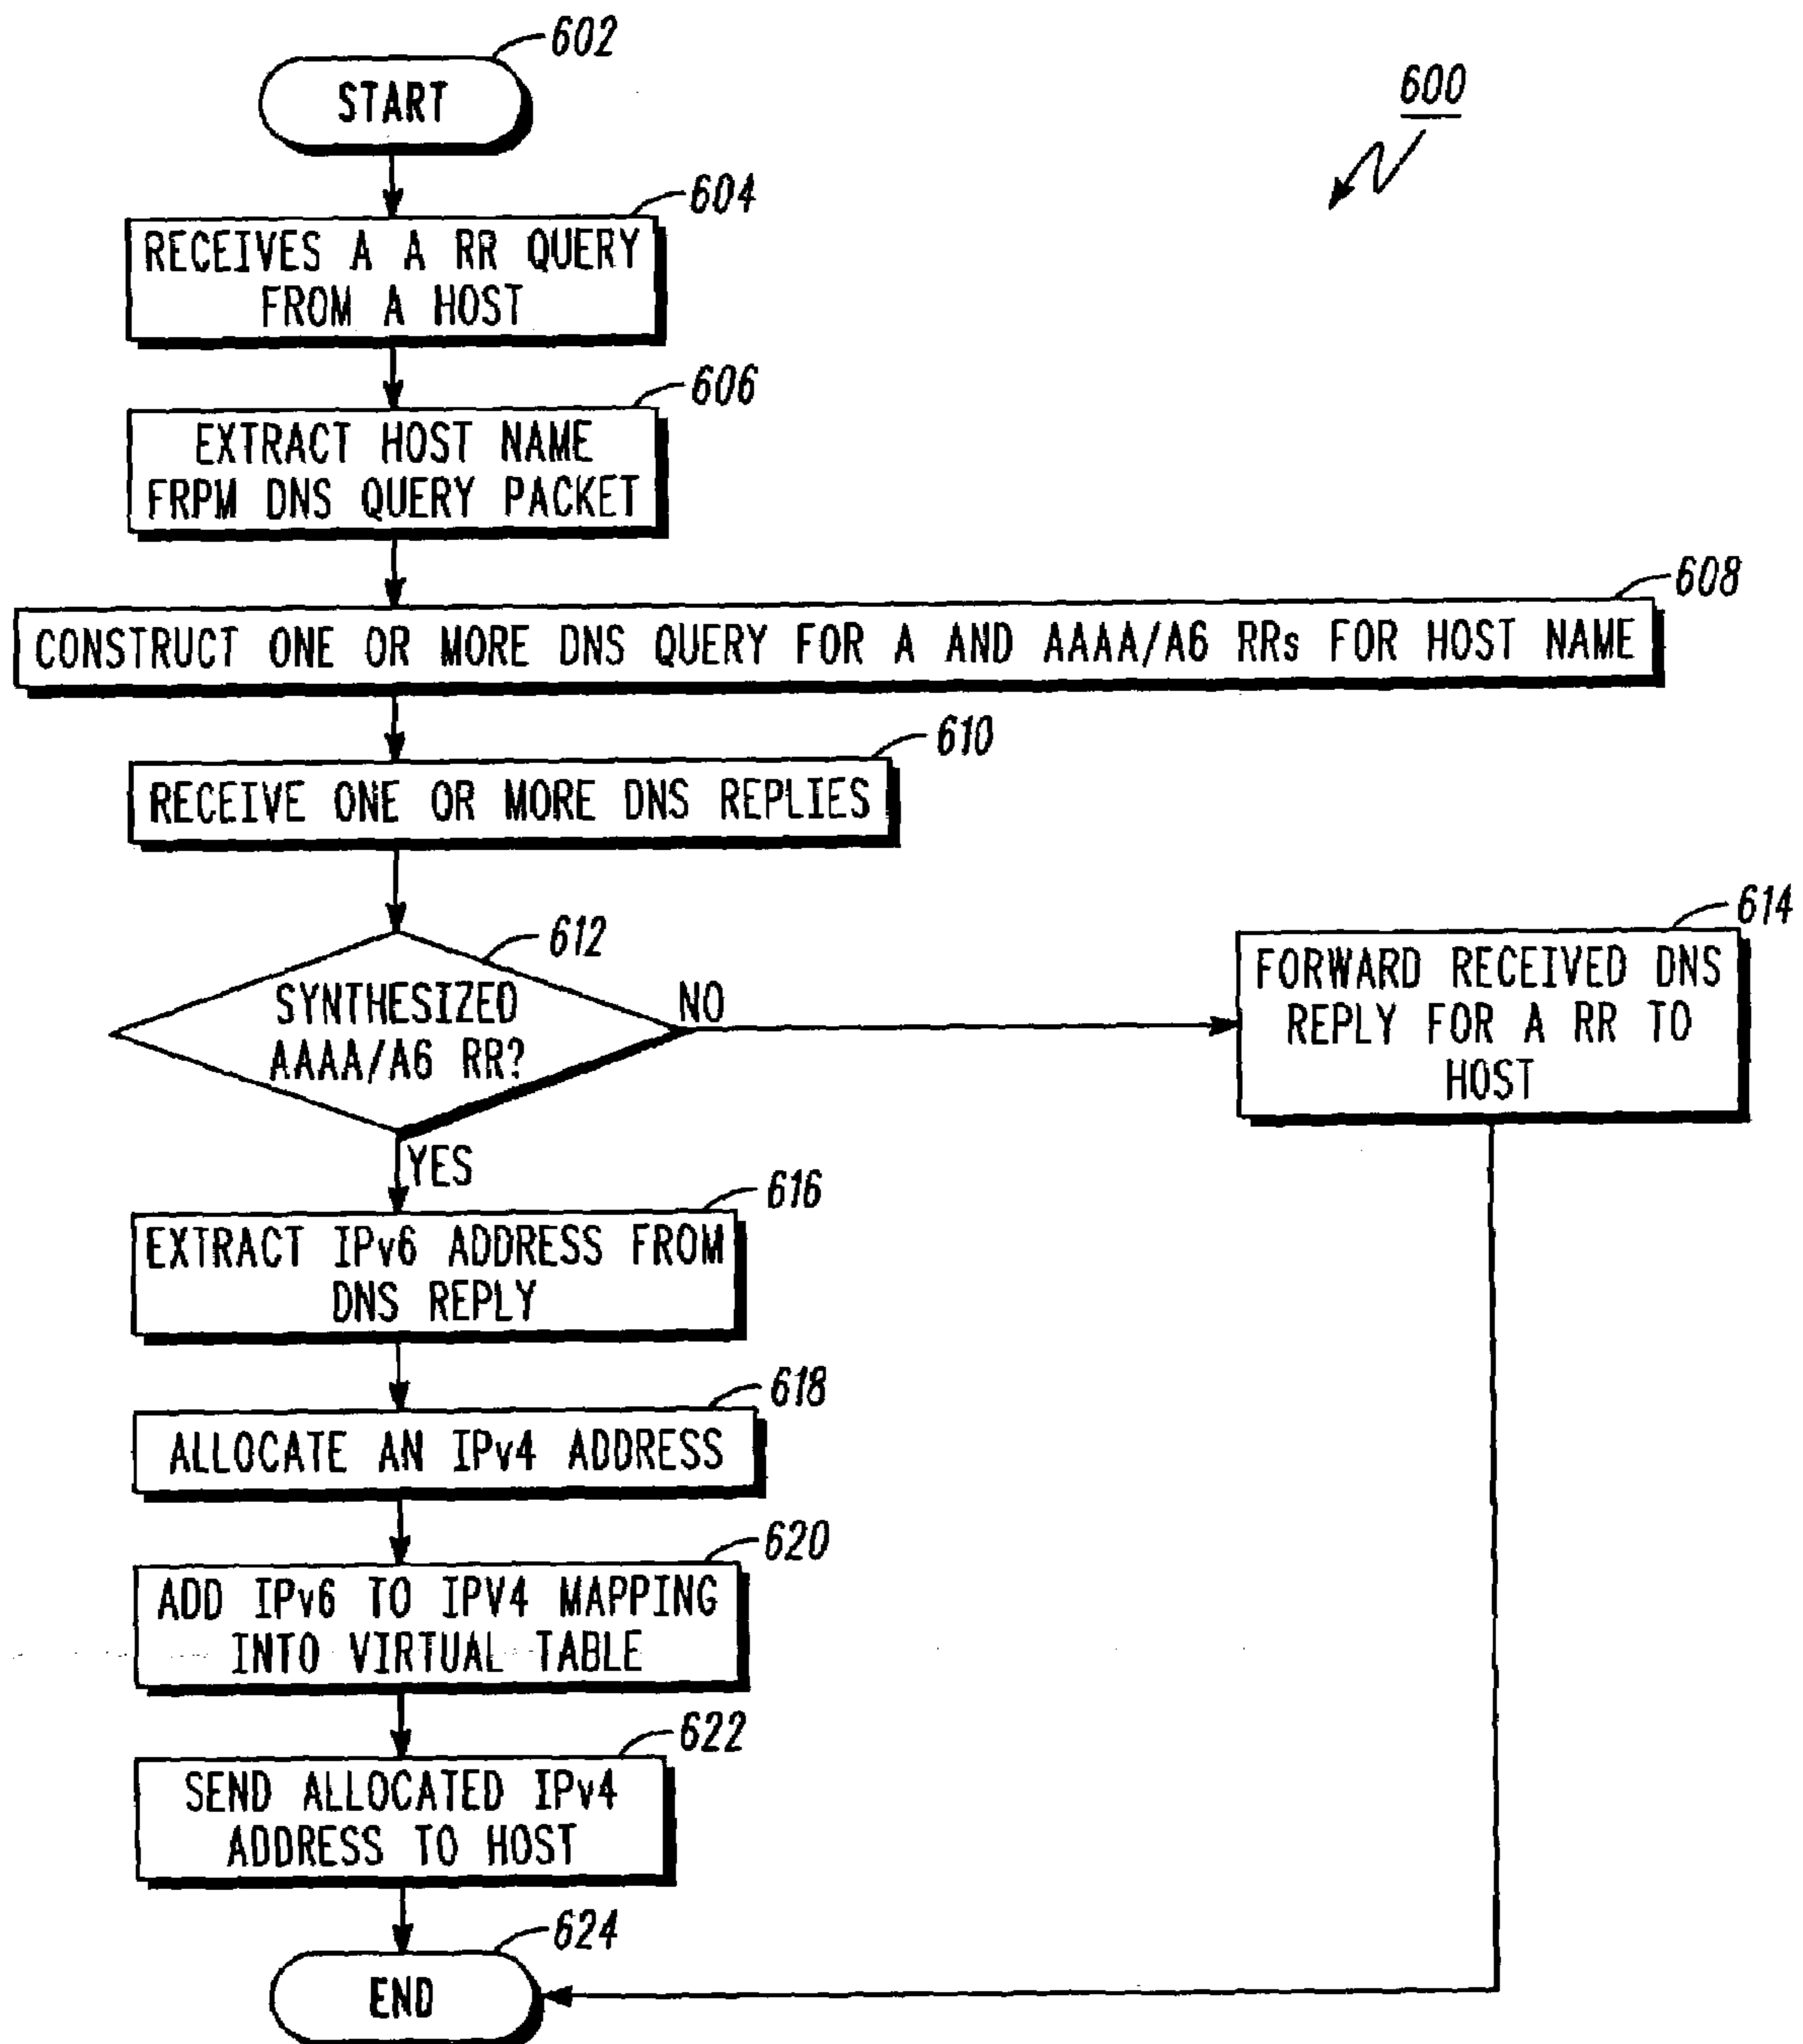 602
START
600
604
RECEIVES A A RR QUERY
FROM A HOST
606
EXTRACT HOST NAME
FRPM DNS QUERY PACKET
608
CONSTRUCT ONE OR MORE DNS QUERY FOR A AND AAAA/A6 RRs FOR HOST NAME
610
RECEIVE ONE OR MORE DNS REPLIES
612
SYNTHESIZED
AAAA/A6 RR?
NO
YES
614
FORWARD RECEIVED DNS
REPLY FOR A RR TO
HOST
616
EXTRACT IPv6 ADDRESS FROM
DNS REPLY
618
ALLOCATE AN IPv4 ADDRESS
620
ADD IPv6 TO IPV4 MAPPING
INTO VIRTUAL TABLE
622
SEND ALLOCATED IPv4
ADDRESS TO HOST
624
END